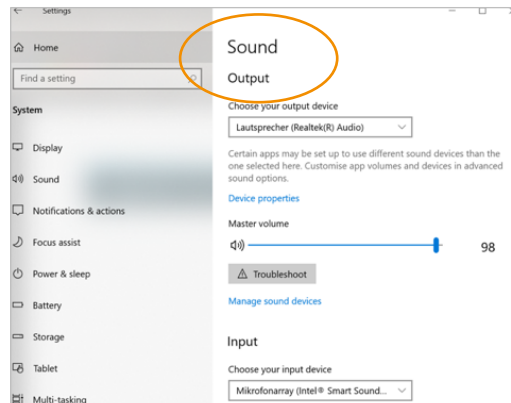 Settings
Home
Find a setting
System
Display
Sound
Notifications & actions
Focus assist
Power & sleep
Battery
Storage
Tablet
Multi-tasking
Sound
Output
Choose your output device
Lautsprecher (Realtek(R) Audio)
Certain apps may be set up to use different sound devices than the
one selected here. Customise app volumes and devices in advanced
sound options.
Device properties
Master volume
98
Troubleshoot
Manage sound devices
Input
Choose your input device
Mikrofonarray (Intel® Smart Sound...